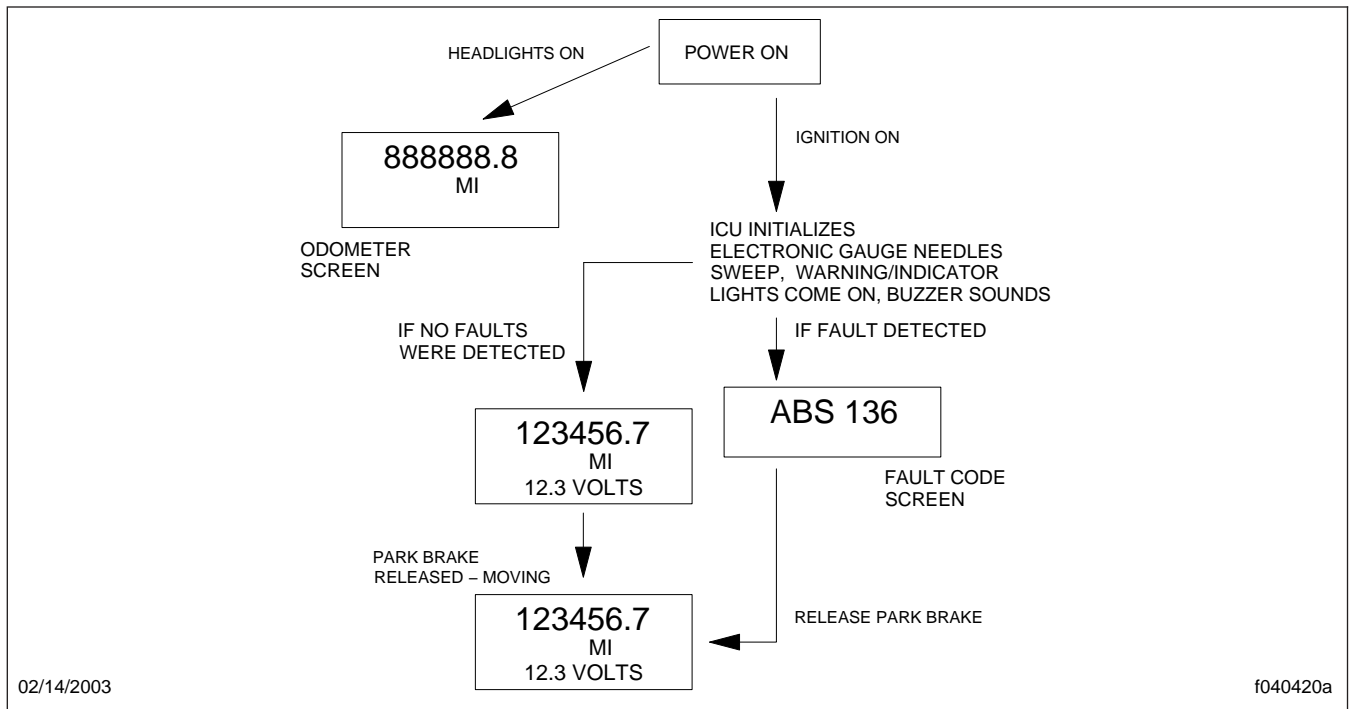 POWER ON
HEADLIGHTS ON
IGNITION ON
888888.8
MI
ODOMETER
SCREEN
ICU INITIALIZES
ELECTRONIC GAUGE NEEDLES
SWEEP, WARNING/INDICATOR
LIGHTS COME ON, BUZZER SOUNDS
IF NO FAULTS
WERE DETECTED
IF FAULT DETECTED
123456.7
MI
12.3 VOLTS
ABS 136
FAULT CODE
SCREEN
PARK BRAKE
RELEASED – MOVING
RELEASE PARK BRAKE
123456.7
MI
12.3 VOLTS
02/14/2003
f040420a